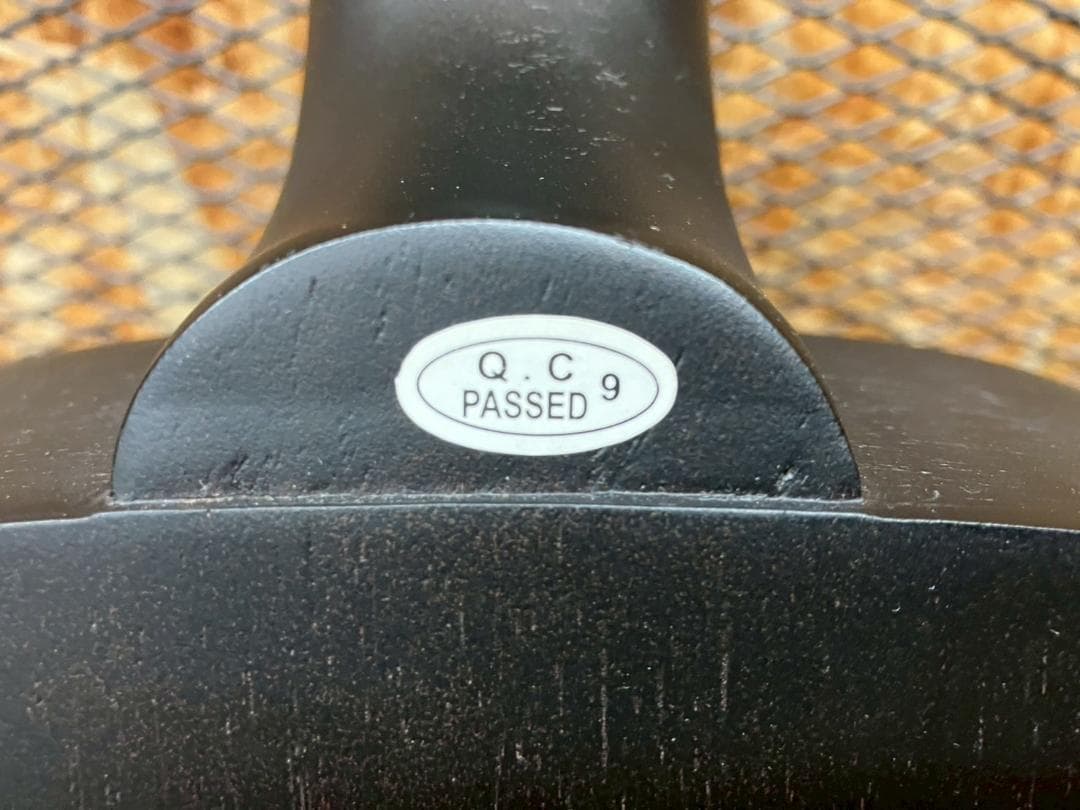 Q . C
PASSED 9